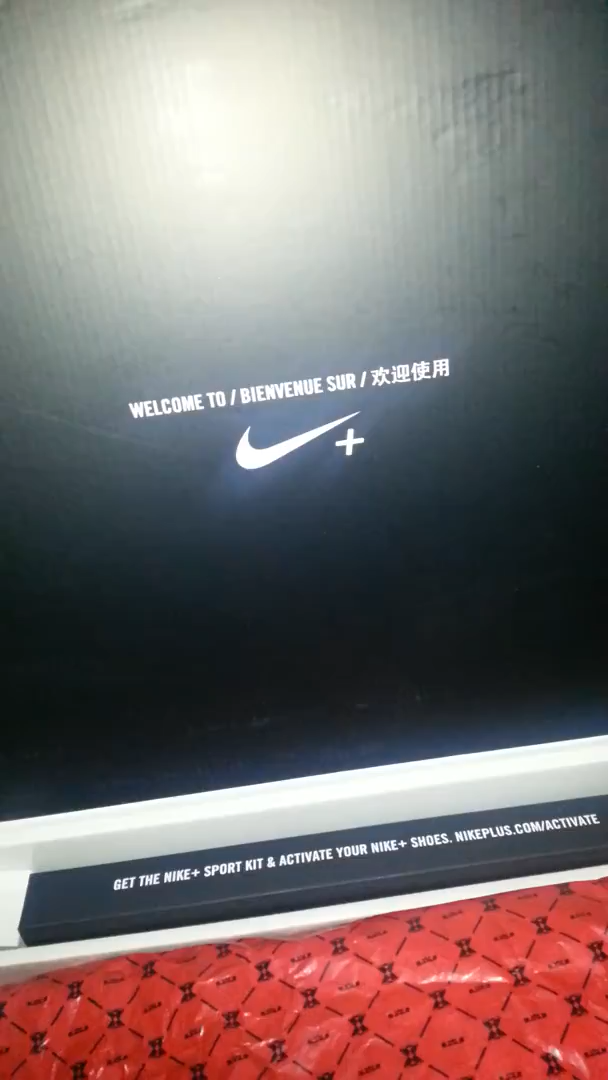 WELCOME TO / BIENVENUE SUR / 欢迎使用
+
GET THE NIKE+ SPORT KIT & ACTIVATE YOUR NIKE+ SHOES. NIKEPLUS.COM/ACTIVATE